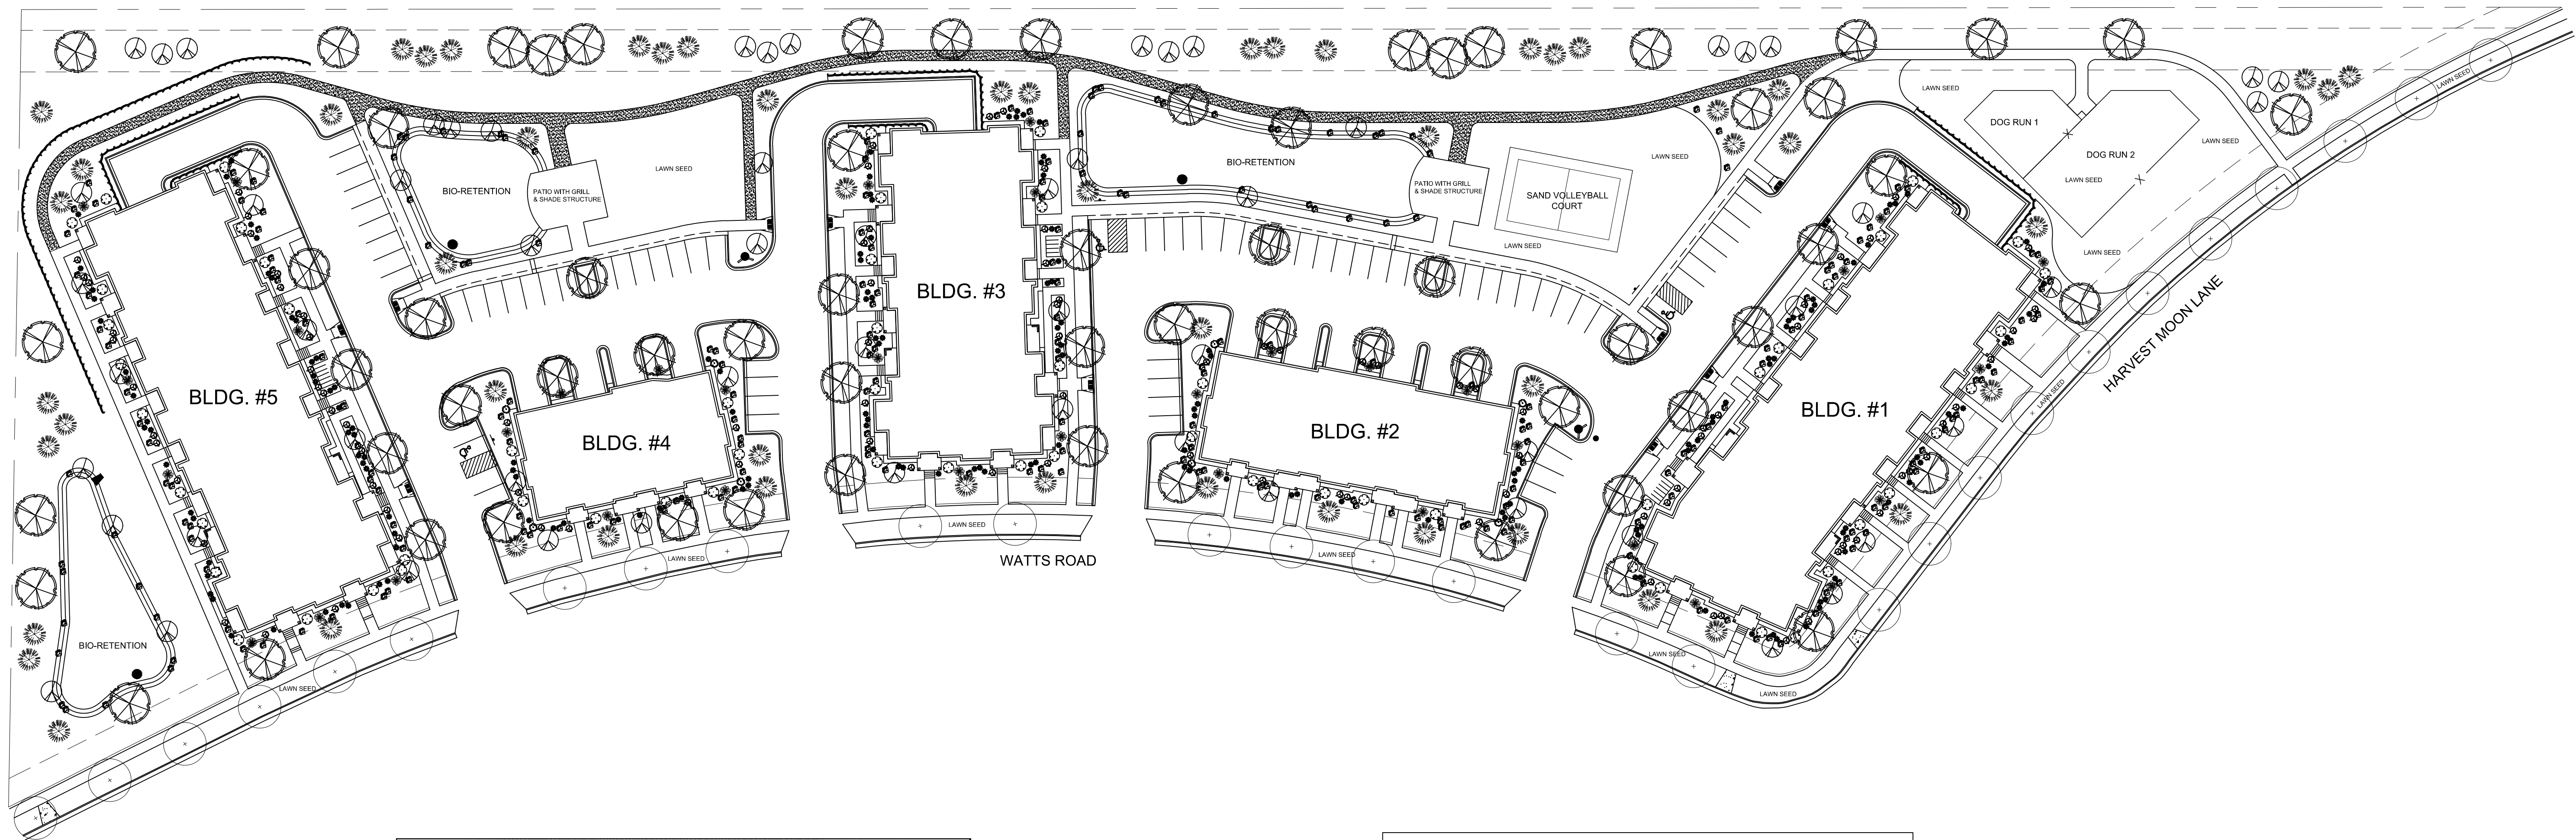 LAWN SEED
LAWN SEED
DOG RUN 1
DOG RUN 2
LAWN SEED
LAWN SEED
LAWN SEED
LAWN SEED
BIO-RETENTION
PATIO WITH GRILL
& SHADE STRUCTURE
LAWN SEED
BIO-RETENTION
PATIO WITH GRILL
& SHADE STRUCTURE
SAND VOLLEYBALL
COURT
LAWN SEED
LAWN SEED
HARVEST MOON LANE
LAWN SEED
BLDG. #5
BLDG. #4
BLDG. #3
BLDG. #2
BLDG. #1
LAWN SEED
LAWN SEED
LAWN SEED
WATTS ROAD
BIO-RETENTION
LAWN SEED
LAWN SEED
LAWN SEED